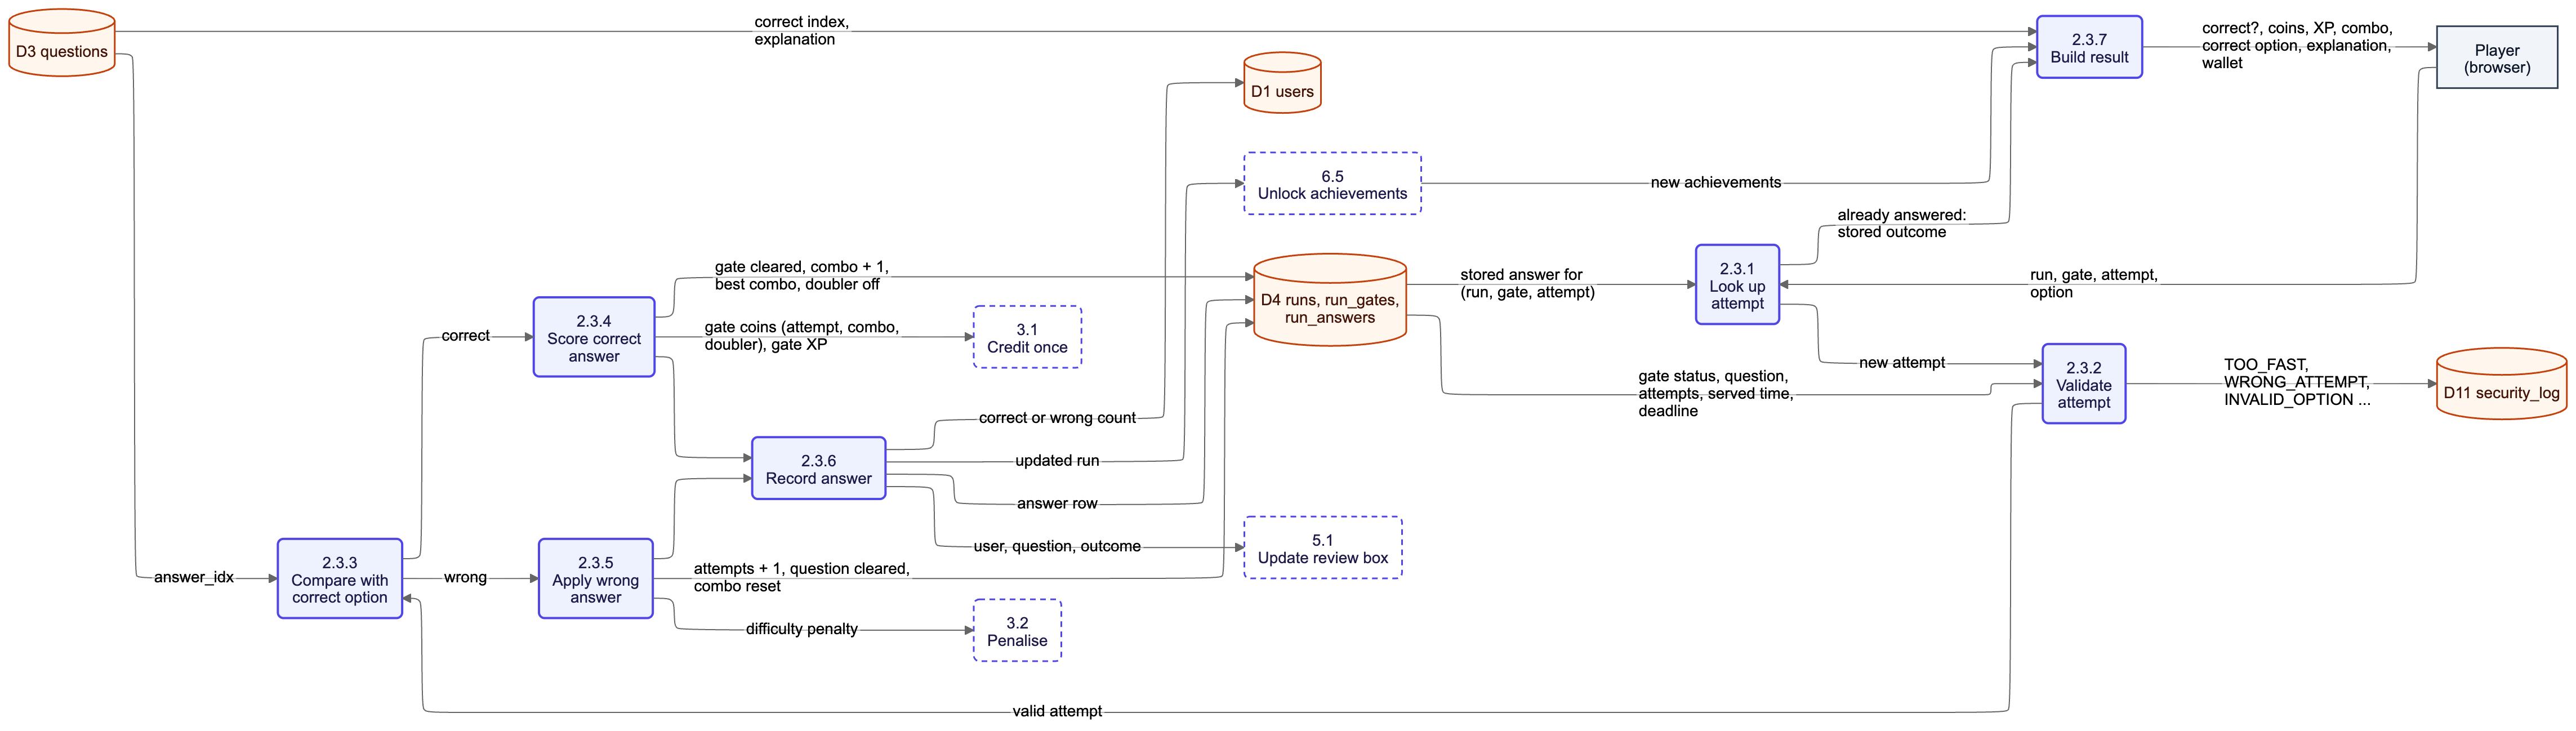 correct index,
explanation
D3 questions
2.3.7
Build result
correct?, coins, XP, combo,
correct option, explanation,
wallet
Player
(browser)
D1 users
6.5
Unlock achievements
new achievements
already answered:
stored outcome
gate cleared, combo + 1,
best combo, doubler off
D4 runs, run_gates,
run_answers
stored answer for
(run, gate, attempt)
2.3.1
Look up
attempt
run, gate, attempt,
option
correct
2.3.4
Score correct
answer
gate coins (attempt, combo,
doubler), gate XP
3.1
Credit once
new attempt
gate status, question,
attempts, served time,
deadline
2.3.2
Validate
attempt
TOO_FAST,
WRONG_ATTEMPT,
INVALID_OPTION ...
D11 security_log
correct or wrong count
2.3.6
Record answer
updated run
answer row
user, question, outcome
5.1
Update review box
answer_idx
2.3.3
Compare with
correct option
wrong
2.3.5
Apply wrong
answer
attempts + 1, question cleared,
combo reset
difficulty penalty
3.2
Penalise
valid attempt